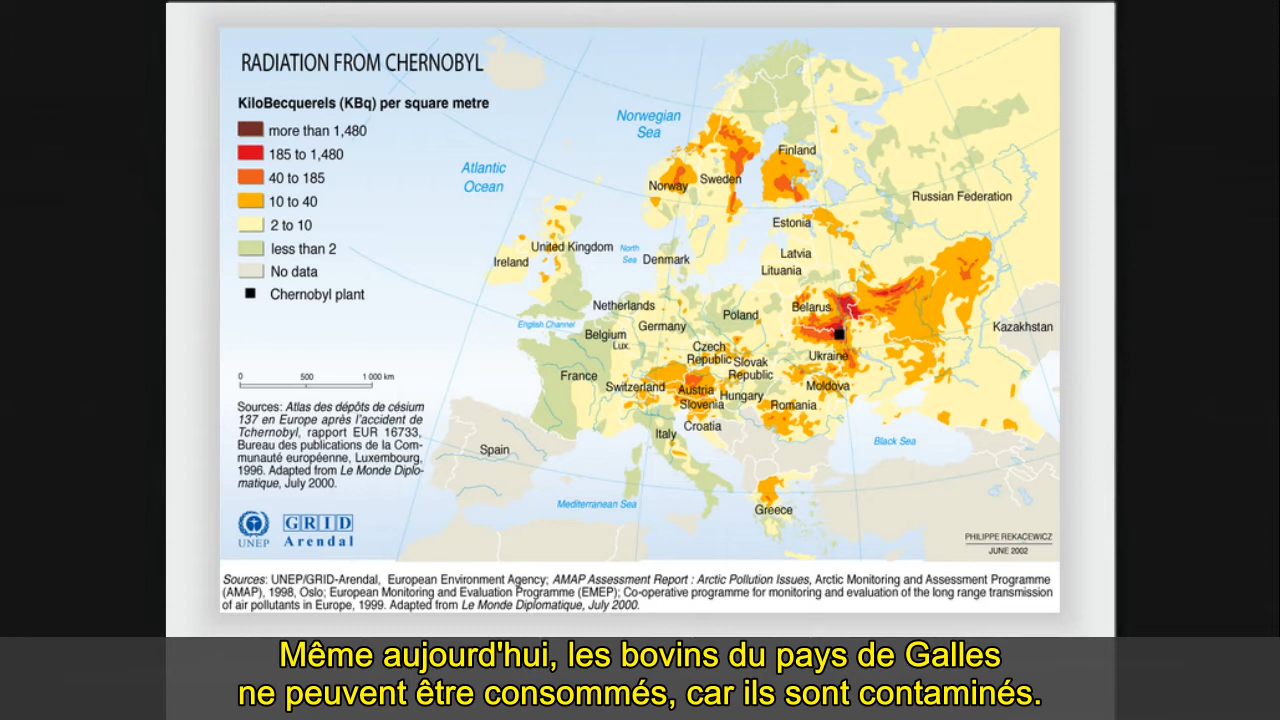 RADIATION FROM CHERNOBYL
KiloBecquerels (KBq) per square metre
more than 1,480
185 to 1,480
40 to 185
10 to 40
2 to 10
less than 2
No data
Chernobyl plant
0 500 1 000 km
Sources: Atlas des dépôts de césium
137 en Europe après l'accident de
Tchernobyl, rapport EUR 16733,
Bureau des publications de la Com-
munauté européenne, Luxembourg,
1996. Adapted from Le Monde Diplo-
matique, July 2000.
UNEP
GRID
Arendal
Norwegian
Sea
Atlantic
Ocean
Finland
Norway
Sweden
Russian Federation
Estonia
United Kingdom
North
Sea
Denmark
Latvia
Ireland
Lithuania
Netherlands
Belarus
Poland
English Channel
Germany
Kazakhstan
Belgium
Lux.
Czech
Republic
Slovak
Republic
Ukraine
France
Switzerland
Austria
Hungary
Moldova
Slovenia
Romania
Croatia
Italy
Spain
Black Sea
Mediterranean Sea
Greece
PHILIPPE REKACEWICZ
JUNE 2002
Sources: UNEP/GRID-Arendal, European Environment Agency; AMAP Assessment Report : Arctic Pollution Issues, Arctic Monitoring and Assessment Programme
(AMAP), 1998, Oslo; European Monitoring and Evaluation Programme (EMEP); Co-operative programme for monitoring and evaluation of the long range transmission
of air pollutants in Europe, 1999. Adapted from Le Monde Diplomatique, July 2000.
Même aujourd'hui, les bovins du pays de Galles
ne peuvent être consommés, car ils sont contaminés.